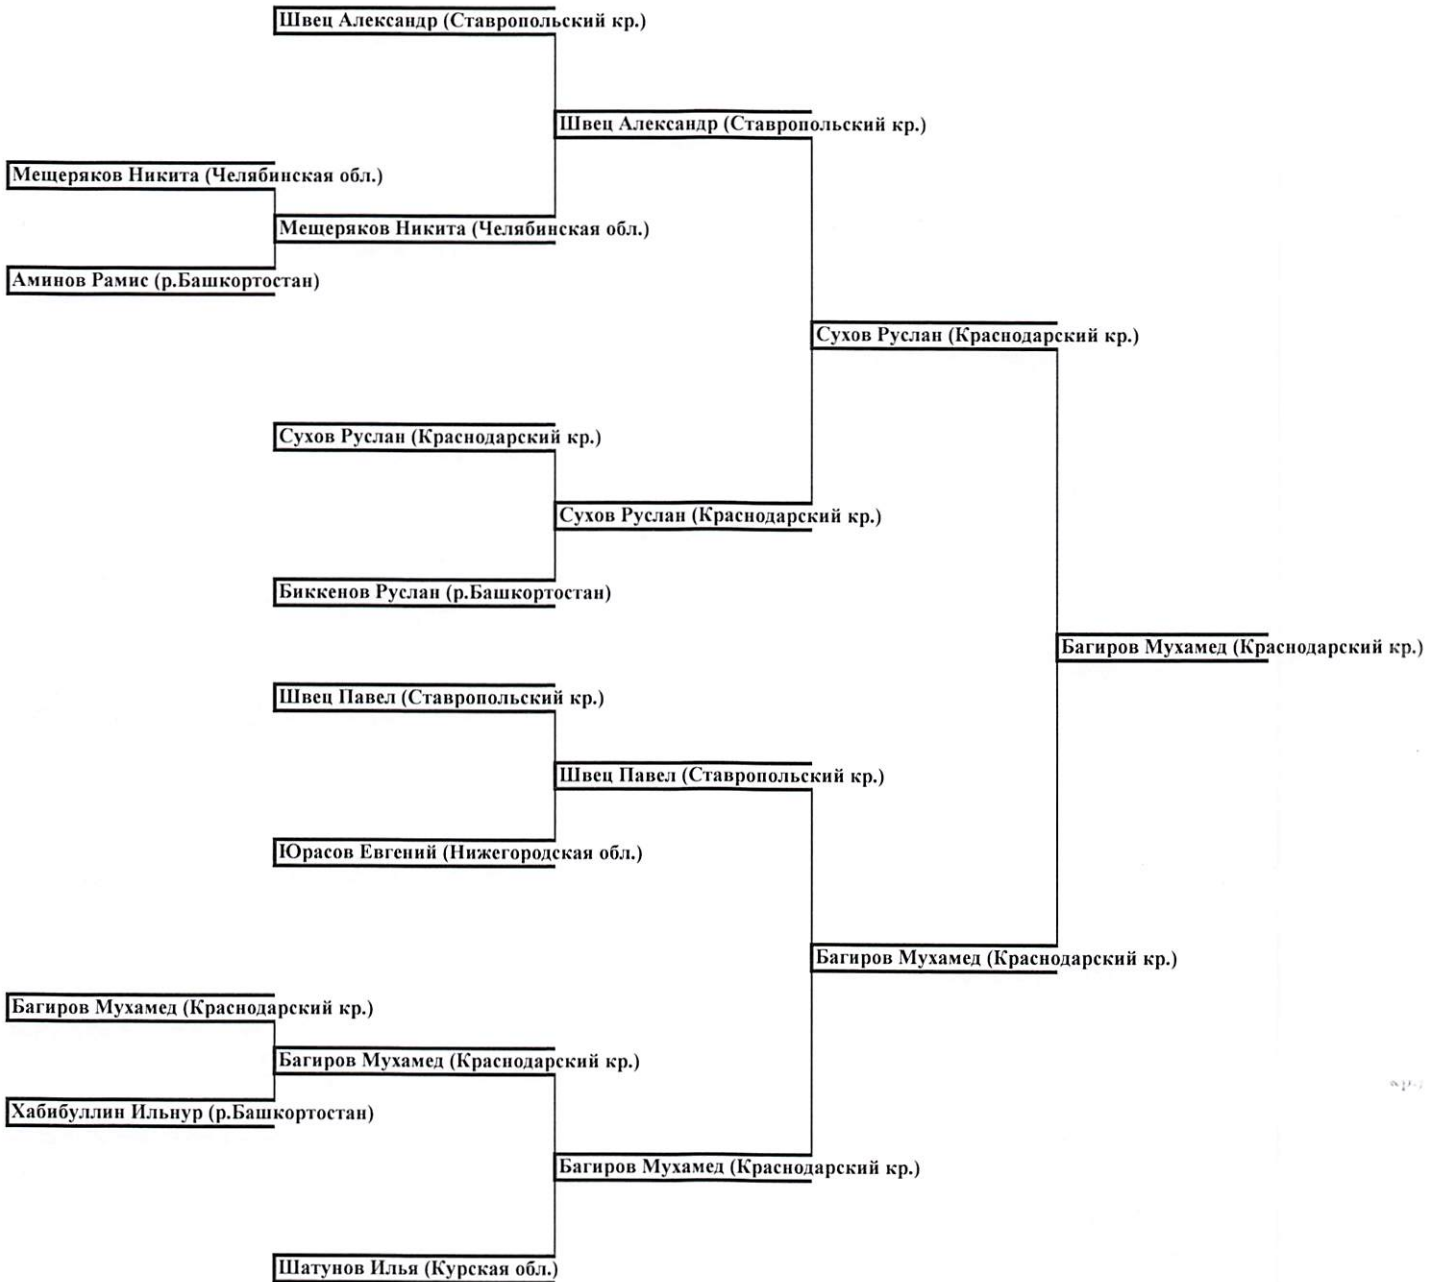 Швец Александр (Ставропольский кр.)
Швец Александр (Ставропольский кр.)
Мещеряков Никита (Челябинская обл.)
Мещеряков Никита (Челябинская обл.)
Аминов Рамис (р.Башкортостан)
Сухов Руслан (Краснодарский кр.)
Сухов Руслан (Краснодарский кр.)
Сухов Руслан (Краснодарский кр.)
Биккенов Руслан (р.Башкортостан)
Багиров Мухамед (Краснодарский кр.)
Швец Павел (Ставропольский кр.)
Швец Павел (Ставропольский кр.)
Юрасов Евгений (Нижегородская обл.)
Багиров Мухамед (Краснодарский кр.)
Багиров Мухамед (Краснодарский кр.)
Багиров Мухамед (Краснодарский кр.)
Хабибуллин Ильнур (р.Башкортостан)
Багиров Мухамед (Краснодарский кр.)
Шатунов Илья (Курская обл.)